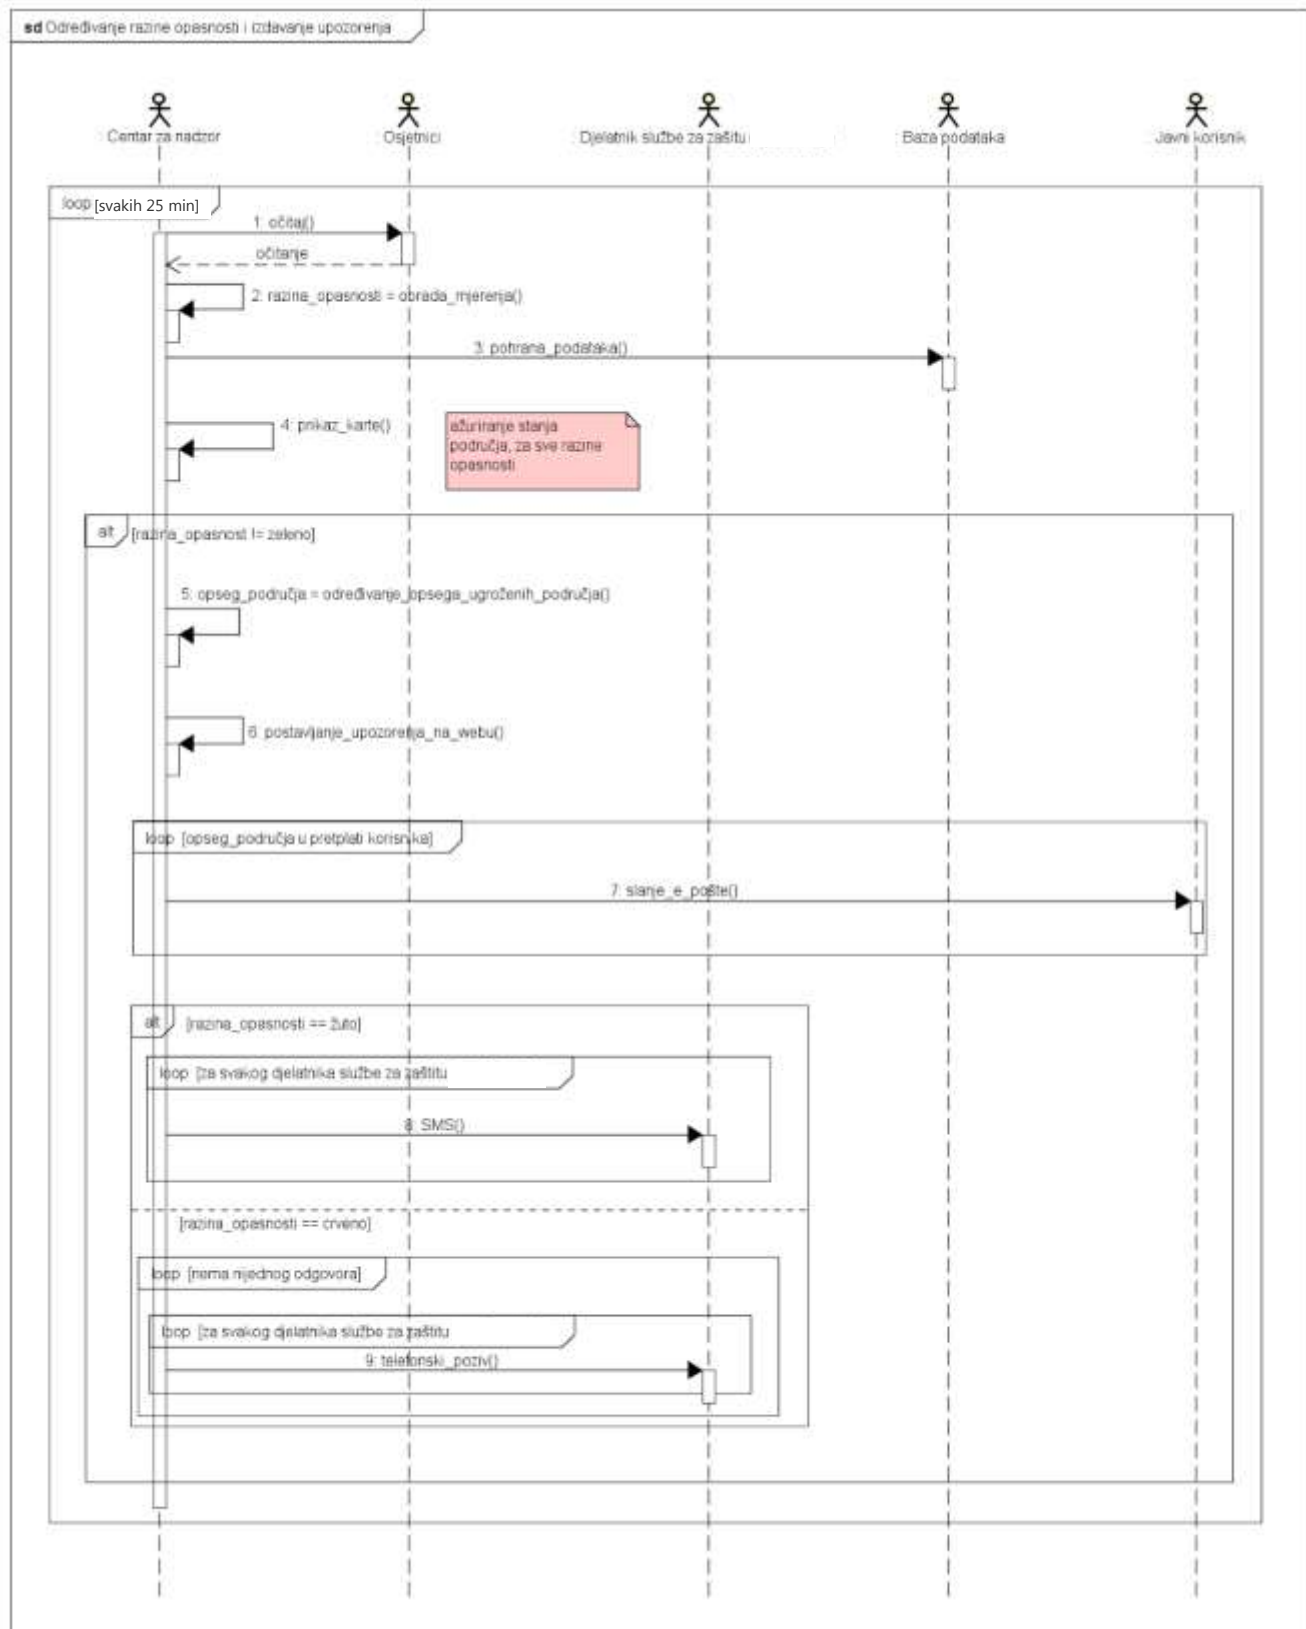 sd Određivanje razine opasnosti i izdavanje upozorenja
: Centar za nadzor
: Osjetnici
: Djelatnik službe za zašitu
: Baza podataka
: Javni korisnik
loop [svakih 25 min]
1: očitaj()
očitanje
2: razina_opasnosti = obrada_mjerenja()
3: pohrana_podataka()
4: prikaz_karte()
ažuriranje stanja
područja, za sve razine
opasnosti
alt [razina_opasnost != zeleno]
5: opseg_područja = određivanje_opsega_ugroženih_područja()
6: postavljanje_upozorenja_na_webu()
loop [opseg_područja u pretplati korisnika]
7: slanje_e_pošte()
alt [razina_opasnosti == žuto]
loop [za svakog djelatnika službe za zaštitu
8: SMS()
[razina_opasnosti == crveno]
loop [nema nijednog odgovora]
loop [za svakog djelatnika službe za zaštitu
9: telefonski_poziv()